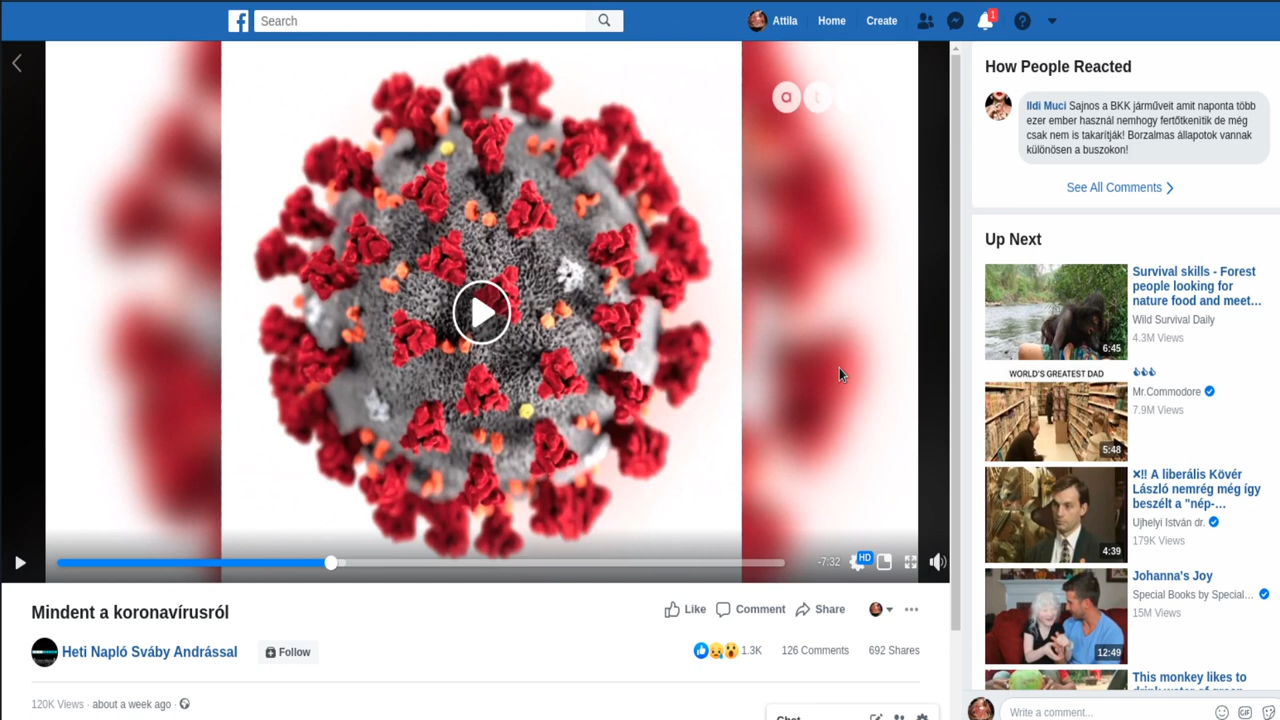 f
Search
Attila
Home
Create
1
at
-7:32
HD
Mindent a koronavírusról
Like
Comment
Share
Heti Napló Sváby Andrással
Follow
1.3K
126 Comments
692 Shares
120K Views · about a week ago ·
How People Reacted
Ildi Muci Sajnos a BKK járműveit amit naponta több
ezer ember használ nemhogy fertőtkenitik de még
csak nem is takarítják! Borzalmas állapotok vannak
különösen a buszokon!
See All Comments
Up Next
Survival skills - Forest
people looking for
nature food and meet...
Wild Survival Daily
4.3M Views
6:45
WORLD'S GREATEST DAD
Mr.Commodore
7.9M Views
5:48
×!! A liberális Kövér
László nemrég még így
beszélt a "nép-...
Ujhelyi István dr.
179K Views
4:39
Johanna's Joy
Special Books by Special...
15M Views
12:49
This monkey likes to
Chat
Write a comment...
GIF